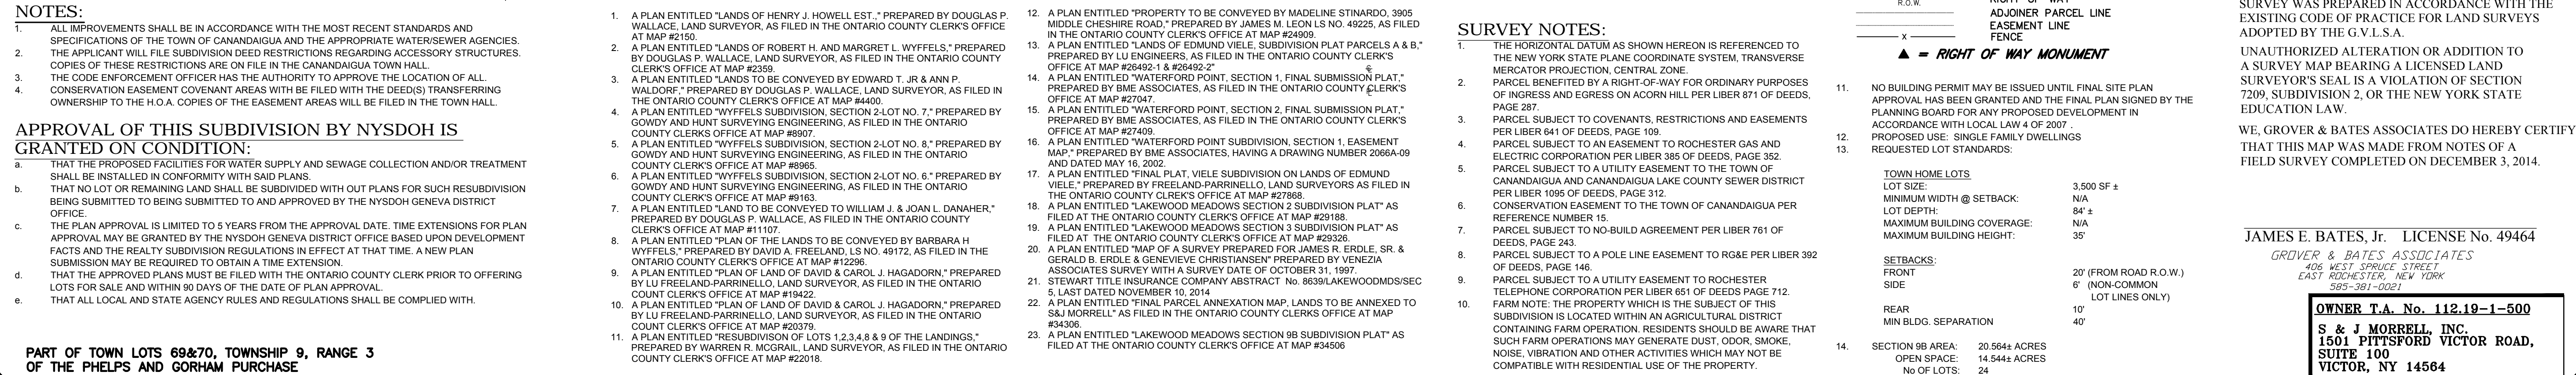 NOTES:
1. ALL IMPROVEMENTS SHALL BE IN ACCORDANCE WITH THE MOST RECENT STANDARDS AND
SPECIFICATIONS OF THE TOWN OF CANANDAIGUA AND THE APPROPRIATE WATER/SEWER AGENCIES.
2. THE APPLICANT WILL FILE SUBDIVISION DEED RESTRICTIONS REGARDING ACCESSORY STRUCTURES.
COPIES OF THESE RESTRICTIONS ARE ON FILE IN THE CANANDAIGUA TOWN HALL.
3. THE CODE ENFORCEMENT OFFICER HAS THE AUTHORITY TO APPROVE THE LOCATION OF ALL.
4. CONSERVATION EASEMENT COVENANT AREAS WITH BE FILED WITH THE DEED(S) TRANSFERRING
OWNERSHIP TO THE H.O.A. COPIES OF THE EASEMENT AREAS WILL BE FILED IN THE TOWN HALL.
APPROVAL OF THIS SUBDIVISION BY NYSDOH IS
GRANTED ON CONDITION:
a. THAT THE PROPOSED FACILITIES FOR WATER SUPPLY AND SEWAGE COLLECTION AND/OR TREATMENT
SHALL BE INSTALLED IN CONFORMITY WITH SAID PLANS.
b. THAT NO LOT OR REMAINING LAND SHALL BE SUBDIVIDED WITH OUT PLANS FOR SUCH RESUBDIVISION
BEING SUBMITTED TO BEING SUBMITTED TO AND APPROVED BY THE NYSDOH GENEVA DISTRICT
OFFICE.
c. THE PLAN APPROVAL IS LIMITED TO 5 YEARS FROM THE APPROVAL DATE. TIME EXTENSIONS FOR PLAN
APPROVAL MAY BE GRANTED BY THE NYSDOH GENEVA DISTRICT OFFICE BASED UPON DEVELOPMENT
FACTS AND THE REALTY SUBDIVISION REGULATIONS IN EFFECT AT THAT TIME. A NEW PLAN
SUBMISSION MAY BE REQUIRED TO OBTAIN A TIME EXTENSION.
d. THAT THE APPROVED PLANS MUST BE FILED WITH THE ONTARIO COUNTY CLERK PRIOR TO OFFERING
LOTS FOR SALE AND WITHIN 90 DAYS OF THE DATE OF PLAN APPROVAL.
e. THAT ALL LOCAL AND STATE AGENCY RULES AND REGULATIONS SHALL BE COMPLIED WITH.
PART OF TOWN LOTS 69&70, TOWNSHIP 9, RANGE 3
OF THE PHELPS AND GORHAM PURCHASE
1. A PLAN ENTITLED "LANDS OF HENRY J. HOWELL EST.," PREPARED BY DOUGLAS P.
WALLACE, LAND SURVEYOR, AS FILED IN THE ONTARIO COUNTY CLERK'S OFFICE
AT MAP #2150.
2. A PLAN ENTITLED "LANDS OF ROBERT H. AND MARGRET L. WYFFELS," PREPARED
BY DOUGLAS P. WALLACE, LAND SURVEYOR, AS FILED IN THE ONTARIO COUNTY
CLERK'S OFFICE AT MAP #2359.
3. A PLAN ENTITLED "LANDS TO BE CONVEYED BY EDWARD T. JR & ANN P.
WALDORF," PREPARED BY DOUGLAS P. WALLACE, LAND SURVEYOR, AS FILED IN
THE ONTARIO COUNTY CLERK'S OFFICE AT MAP #4400.
4. A PLAN ENTITLED "WYFFELS SUBDIVISION, SECTION 2-LOT NO. 7," PREPARED BY
GOWDY AND HUNT SURVEYING ENGINEERING, AS FILED IN THE ONTARIO
COUNTY CLERKS OFFICE AT MAP #8907.
5. A PLAN ENTITLED "WYFFELS SUBDIVISION, SECTION 2-LOT NO. 8," PREPARED BY
GOWDY AND HUNT SURVEYING ENGINEERING, AS FILED IN THE ONTARIO
COUNTY CLERK'S OFFICE AT MAP #8965.
6. A PLAN ENTITLED "WYFFELS SUBDIVISION, SECTION 2-LOT NO. 6." PREPARED BY
GOWDY AND HUNT SURVEYING ENGINEERING, AS FILED IN THE ONTARIO
COUNTY CLERK'S OFFICE AT MAP #9163.
7. A PLAN ENTITLED "LAND TO BE CONVEYED TO WILLIAM J. & JOAN L. DANAHER,"
PREPARED BY DOUGLAS P. WALLACE, AS FILED IN THE ONTARIO COUNTY
CLERK'S OFFICE AT MAP #11107.
8. A PLAN ENTITLED "PLAN OF THE LANDS TO BE CONVEYED BY BARBARA H
WYFFELS," PREPARED BY DAVID A. FREELAND, LS NO. 49172, AS FILED IN THE
ONTARIO COUNTY CLERK'S OFFICE AT MAP #12296.
9. A PLAN ENTITLED "PLAN OF LAND OF DAVID & CAROL J. HAGADORN," PREPARED
BY LU FREELAND-PARRINELLO, LAND SURVEYOR, AS FILED IN THE ONTARIO
COUNT CLERK'S OFFICE AT MAP #19422.
10. A PLAN ENTITLED "PLAN OF LAND OF DAVID & CAROL J. HAGADORN," PREPARED
BY LU FREELAND-PARRINELLO, LAND SURVEYOR, AS FILED IN THE ONTARIO
COUNT CLERK'S OFFICE AT MAP #20379.
11. A PLAN ENTITLED "RESUBDIVISON OF LOTS 1,2,3,4,8 & 9 OF THE LANDINGS,"
PREPARED BY WARREN R. MCGRAIL, LAND SURVEYOR, AS FILED IN THE ONTARIO
COUNTY CLERK'S OFFICE AT MAP #22018.
12. A PLAN ENTITLED "PROPERTY TO BE CONVEYED BY MADELINE STINARDO, 3905
MIDDLE CHESHIRE ROAD," PREPARED BY JAMES M. LEON LS NO. 49225, AS FILED
IN THE ONTARIO COUNTY CLERK'S OFFICE AT MAP #24909.
13. A PLAN ENTITLED "LANDS OF EDMUND VIELE, SUBDIVISION PLAT PARCELS A & B,"
PREPARED BY LU ENGINEERS, AS FILED IN THE ONTARIO COUNTY CLERK'S
OFFICE AT MAP #26492-1 & #26492-2"
14. A PLAN ENTITLED "WATERFORD POINT, SECTION 1, FINAL SUBMISSION PLAT,"
PREPARED BY BME ASSOCIATES, AS FILED IN THE ONTARIO COUNTY CLERK'S
OFFICE AT MAP #27047.
15. A PLAN ENTITLED "WATERFORD POINT, SECTION 2, FINAL SUBMISSION PLAT,"
PREPARED BY BME ASSOCIATES, AS FILED IN THE ONTARIO COUNTY CLERK'S
OFFICE AT MAP #27409.
16. A PLAN ENTITLED "WATERFORD POINT SUBDIVISION, SECTION 1, EASEMENT
MAP," PREPARED BY BME ASSOCIATES, HAVING A DRAWING NUMBER 2066A-09
AND DATED MAY 16, 2002.
17. A PLAN ENTITLED "FINAL PLAT, VIELE SUBDIVISION ON LANDS OF EDMUND
VIELE," PREPARED BY FREELAND-PARRINELLO, LAND SURVEYORS AS FILED IN
THE ONTARIO COUNTY CLREK'S OFFICE AT MAP #27868.
18. A PLAN ENTITLED "LAKEWOOD MEADOWS SECTION 2 SUBDIVISION PLAT" AS
FILED AT THE ONTARIO COUNTY CLERK'S OFFICE AT MAP #29188.
19. A PLAN ENTITLED "LAKEWOOD MEADOWS SECTION 3 SUBDIVISION PLAT" AS
FILED AT THE ONTARIO COUNTY CLERK'S OFFICE AT MAP #29326.
20. A PLAN ENTITLED "MAP OF A SURVEY PREPARED FOR JAMES R. ERDLE, SR. &
GERALD B. ERDLE & GENEVIEVE CHRISTIANSEN" PREPARED BY VENEZIA
ASSOCIATES SURVEY WITH A SURVEY DATE OF OCTOBER 31, 1997.
21. STEWART TITLE INSURANCE COMPANY ABSTRACT No. 8639/LAKEWOODMDS/SEC
5, LAST DATED NOVEMBER 10, 2014
22. A PLAN ENTITLED "FINAL PARCEL ANNEXATION MAP, LANDS TO BE ANNEXED TO
S&J MORRELL" AS FILED IN THE ONTARIO COUNTY CLERKS OFFICE AT MAP
#34306.
23. A PLAN ENTITLED "LAKEWOOD MEADOWS SECTION 9B SUBDIVISION PLAT" AS
FILED AT THE ONTARIO COUNTY CLERK'S OFFICE AT MAP #34506
SURVEY NOTES:
1. THE HORIZONTAL DATUM AS SHOWN HEREON IS REFERENCED TO
THE NEW YORK STATE PLANE COORDINATE SYSTEM, TRANSVERSE
MERCATOR PROJECTION, CENTRAL ZONE.
2. PARCEL BENEFITED BY A RIGHT-OF-WAY FOR ORDINARY PURPOSES
OF INGRESS AND EGRESS ON ACORN HILL PER LIBER 871 OF DEEDS,
PAGE 287.
3. PARCEL SUBJECT TO COVENANTS, RESTRICTIONS AND EASEMENTS
PER LIBER 641 OF DEEDS, PAGE 109.
4. PARCEL SUBJECT TO AN EASEMENT TO ROCHESTER GAS AND
ELECTRIC CORPORATION PER LIBER 385 OF DEEDS, PAGE 352.
5. PARCEL SUBJECT TO A UTILITY EASEMENT TO THE TOWN OF
CANANDAIGUA AND CANANDAIGUA LAKE COUNTY SEWER DISTRICT
PER LIBER 1095 OF DEEDS, PAGE 312.
6. CONSERVATION EASEMENT TO THE TOWN OF CANANDAIGUA PER
REFERENCE NUMBER 15.
7. PARCEL SUBJECT TO NO-BUILD AGREEMENT PER LIBER 761 OF
DEEDS, PAGE 243.
8. PARCEL SUBJECT TO A POLE LINE EASEMENT TO RG&E PER LIBER 392
OF DEEDS, PAGE 146.
9. PARCEL SUBJECT TO A UTILITY EASEMENT TO ROCHESTER
TELEPHONE CORPORATION PER LIBER 651 OF DEEDS PAGE 712.
10. FARM NOTE: THE PROPERTY WHICH IS THE SUBJECT OF THIS
SUBDIVISION IS LOCATED WITHIN AN AGRICULTURAL DISTRICT
CONTAINING FARM OPERATION. RESIDENTS SHOULD BE AWARE THAT
SUCH FARM OPERATIONS MAY GENERATE DUST, ODOR, SMOKE,
NOISE, VIBRATION AND OTHER ACTIVITIES WHICH MAY NOT BE
COMPATIBLE WITH RESIDENTIAL USE OF THE PROPERTY.
R.O.W. RIGHT OF WAY
ADJOINER PARCEL LINE
EASEMENT LINE
X FENCE
▲ = RIGHT OF WAY MONUMENT
11. NO BUILDING PERMIT MAY BE ISSUED UNTIL FINAL SITE PLAN
APPROVAL HAS BEEN GRANTED AND THE FINAL PLAN SIGNED BY THE
PLANNING BOARD FOR ANY PROPOSED DEVELOPMENT IN
ACCORDANCE WITH LOCAL LAW 4 OF 2007 .
12. PROPOSED USE: SINGLE FAMILY DWELLINGS
13. REQUESTED LOT STANDARDS:
TOWN HOME LOTS
LOT SIZE: 3,500 SF ±
MINIMUM WIDTH @ SETBACK: N/A
LOT DEPTH: 84' ±
MAXIMUM BUILDING COVERAGE: N/A
MAXIMUM BUILDING HEIGHT: 35'
SETBACKS:
FRONT 20' (FROM ROAD R.O.W.)
SIDE 6' (NON-COMMON
LOT LINES ONLY)
REAR 10'
MIN BLDG. SEPARATION 40'
14. SECTION 9B AREA: 20.564± ACRES
OPEN SPACE: 14.544± ACRES
No OF LOTS: 24
SURVEY WAS PREPARED IN ACCORDANCE WITH THE
EXISTING CODE OF PRACTICE FOR LAND SURVEYS
ADOPTED BY THE G.V.L.S.A.
UNAUTHORIZED ALTERATION OR ADDITION TO
A SURVEY MAP BEARING A LICENSED LAND
SURVEYOR'S SEAL IS A VIOLATION OF SECTION
7209, SUBDIVISION 2, OR THE NEW YORK STATE
EDUCATION LAW.
WE, GROVER & BATES ASSOCIATES DO HEREBY CERTIFY
THAT THIS MAP WAS MADE FROM NOTES OF A
FIELD SURVEY COMPLETED ON DECEMBER 3, 2014.
JAMES E. BATES, Jr. LICENSE No. 49464
GROVER & BATES ASSOCIATES
406 WEST SPRUCE STREET
EAST ROCHESTER, NEW YORK
585-381-0021
OWNER T.A. No. 112.19-1-500
S & J MORRELL, INC.
1501 PITTSFORD VICTOR ROAD,
SUITE 100
VICTOR, NY 14564